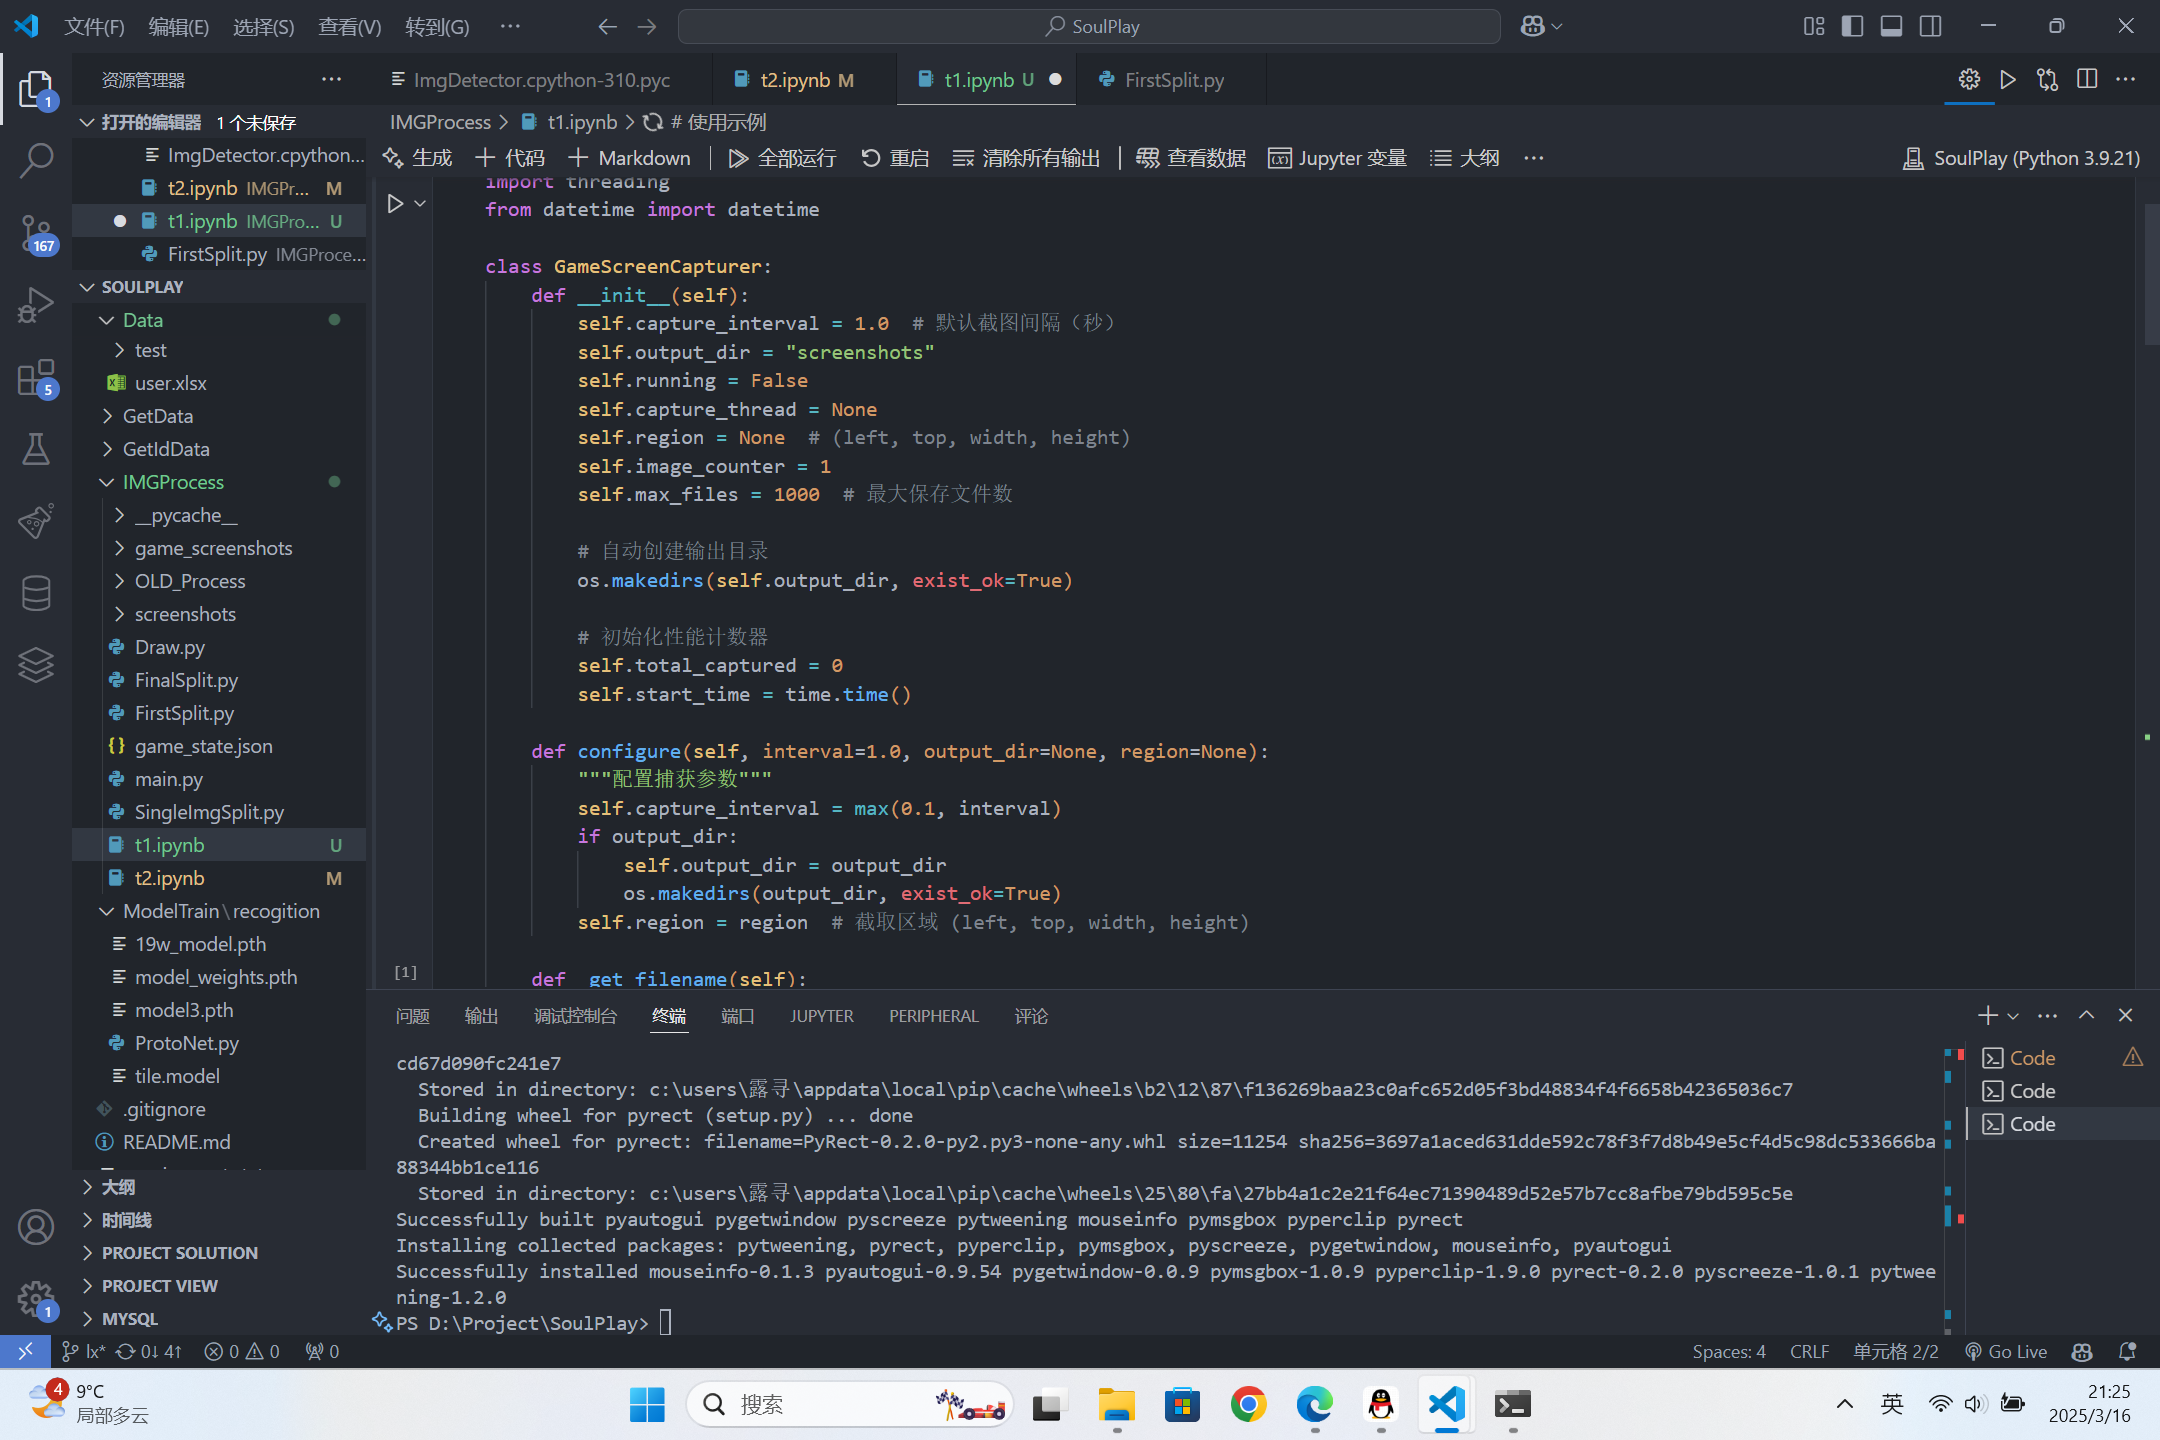 文件(F) 编辑(E) 选择(S) 查看(V) 转到(G) ··· SoulPlay
资源管理器 ···
ImgDetector.cpython-310.pyc t2.ipynb M t1.ipynb U FirstSplit.py
打开的编辑器 1 个未保存
ImgDetector.cpython...
t2.ipynb IMGPr... M
t1.ipynb IMGPro... U
FirstSplit.py IMGProce...
SOULPLAY
Data
test
user.xlsx
GetData
GetIdData
IMGProcess
__pycache__
game_screenshots
OLD_Process
screenshots
Draw.py
FinalSplit.py
FirstSplit.py
game_state.json
main.py
SingleImgSplit.py
t1.ipynb U
t2.ipynb M
ModelTrain\recogition
19w_model.pth
model_weights.pth
model3.pth
ProtoNet.py
tile.model
.gitignore
README.md
大纲
时间线
PROJECT SOLUTION
PROJECT VIEW
MYSQL
1
167
5
1
IMGProcess > t1.ipynb > # 使用示例
生成 + 代码 + Markdown 全部运行 重启 清除所有输出 查看数据 Jupyter 变量 大纲 ··· SoulPlay (Python 3.9.21)
import threading
from datetime import datetime
class GameScreenCapturer:
def __init__(self):
self.capture_interval = 1.0 # 默认截图间隔（秒）
self.output_dir = "screenshots"
self.running = False
self.capture_thread = None
self.region = None # (left, top, width, height)
self.image_counter = 1
self.max_files = 1000 # 最大保存文件数
# 自动创建输出目录
os.makedirs(self.output_dir, exist_ok=True)
# 初始化性能计数器
self.total_captured = 0
self.start_time = time.time()
def configure(self, interval=1.0, output_dir=None, region=None):
"""配置捕获参数"""
self.capture_interval = max(0.1, interval)
if output_dir:
self.output_dir = output_dir
os.makedirs(output_dir, exist_ok=True)
self.region = region # 截取区域 (left, top, width, height)
[1]
def _get_filename(self):
问题 输出 调试控制台 终端 端口 JUPYTER PERIPHERAL 评论
cd67d090fc241e7
Stored in directory: c:\users\露寻\appdata\local\pip\cache\wheels\b2\12\87\f136269baa23c0afc652d05f3bd48834f4f6658b42365036c7
Building wheel for pyrect (setup.py) ... done
Created wheel for pyrect: filename=PyRect-0.2.0-py2.py3-none-any.whl size=11254 sha256=3697a1aced631dde592c78f3f7d8b49e5cf4d5c98dc533666ba
88344bb1ce116
Stored in directory: c:\users\露寻\appdata\local\pip\cache\wheels\25\80\fa\27bb4a1c2e21f64ec71390489d52e57b7cc8afbe79bd595c5e
Successfully built pyautogui pygetwindow pyscreeze pytweening mouseinfo pymsgbox pyperclip pyrect
Installing collected packages: pytweening, pyrect, pyperclip, pymsgbox, pyscreeze, pygetwindow, mouseinfo, pyautogui
Successfully installed mouseinfo-0.1.3 pyautogui-0.9.54 pygetwindow-0.0.9 pymsgbox-1.0.9 pyperclip-1.9.0 pyrect-0.2.0 pyscreeze-1.0.1 pytwee
ning-1.2.0
PS D:\Project\SoulPlay>
Code
Code
Code
lx* 0↓ 4↑ 0 0 0 Spaces: 4 CRLF 单元格 2/2 Go Live
4 9°C
局部多云
搜索
英
21:25
2025/3/16